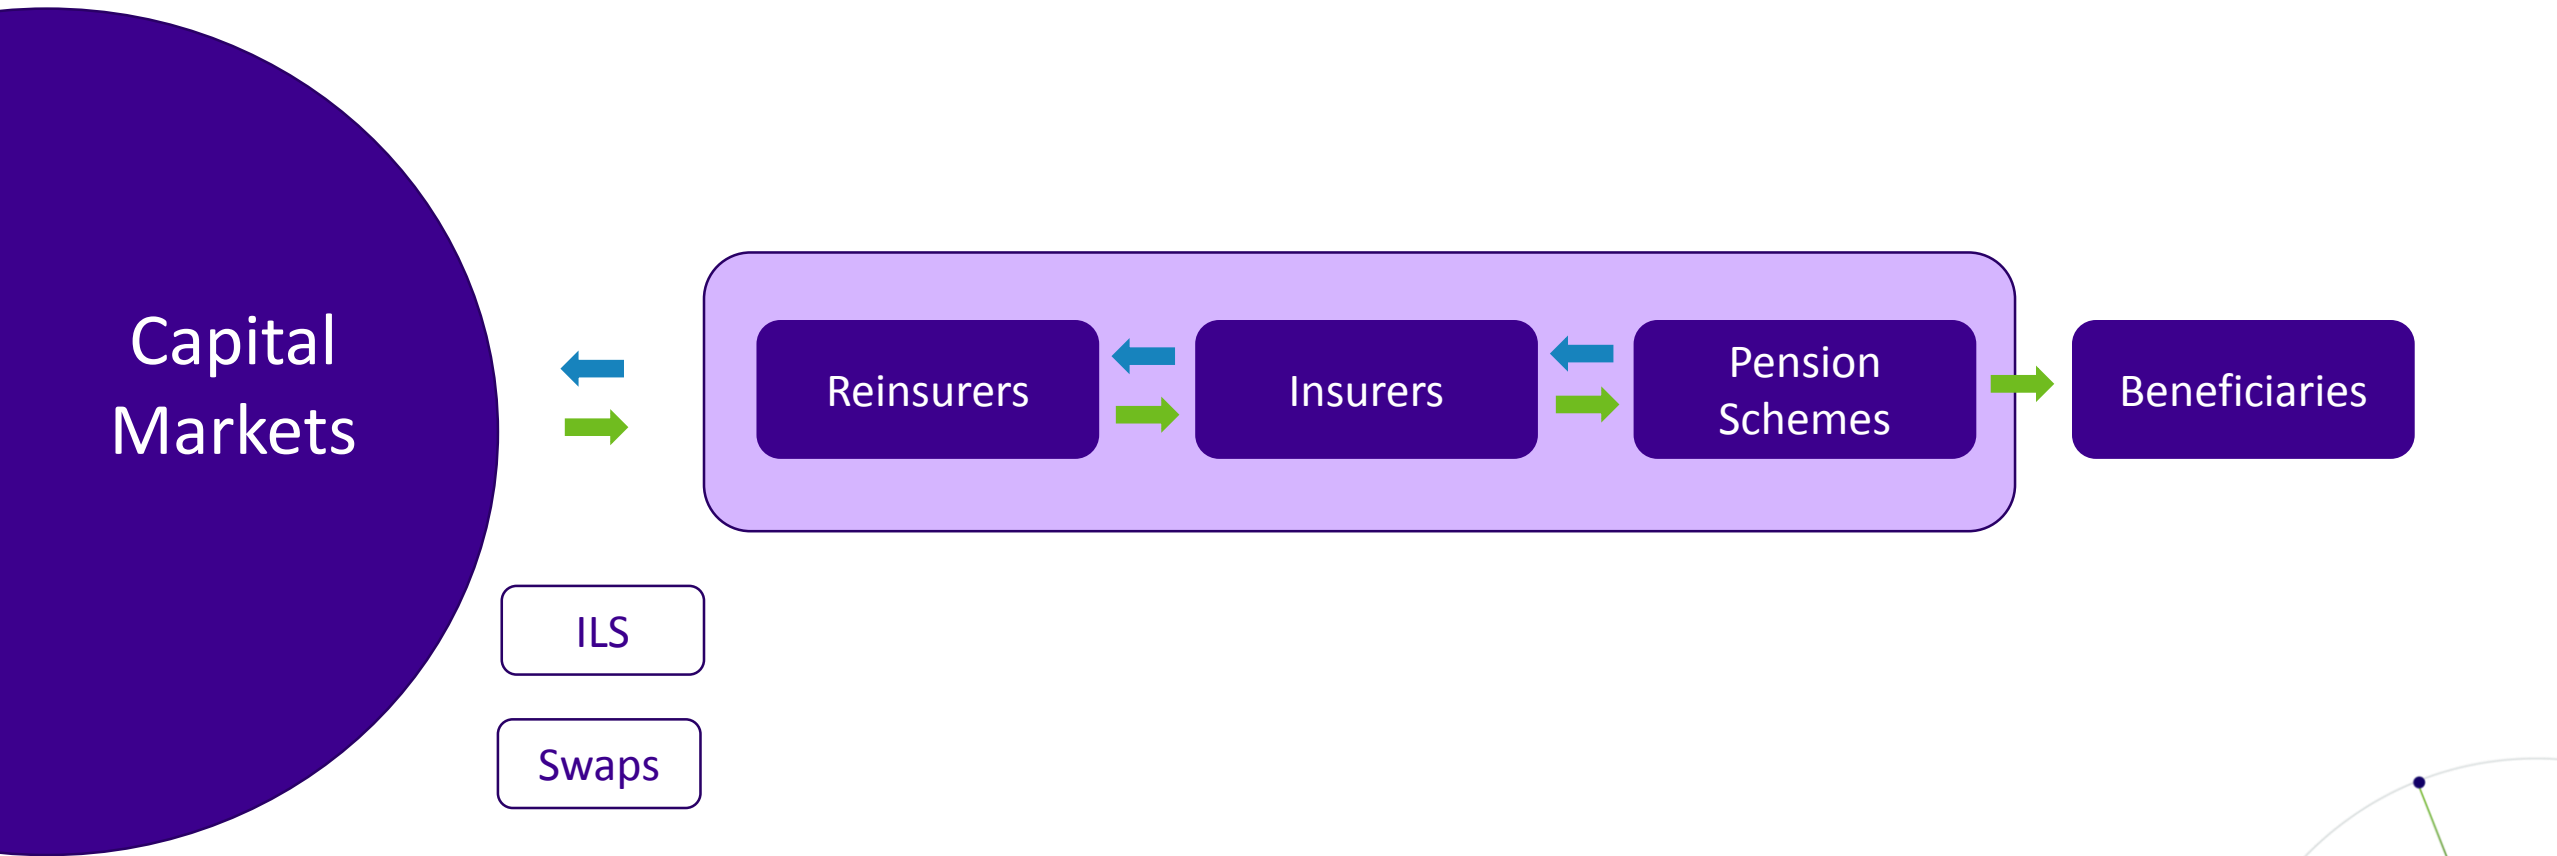 Capital
Markets
Reinsurers
Insurers
Pension
Schemes
Beneficiaries
ILS
Swaps